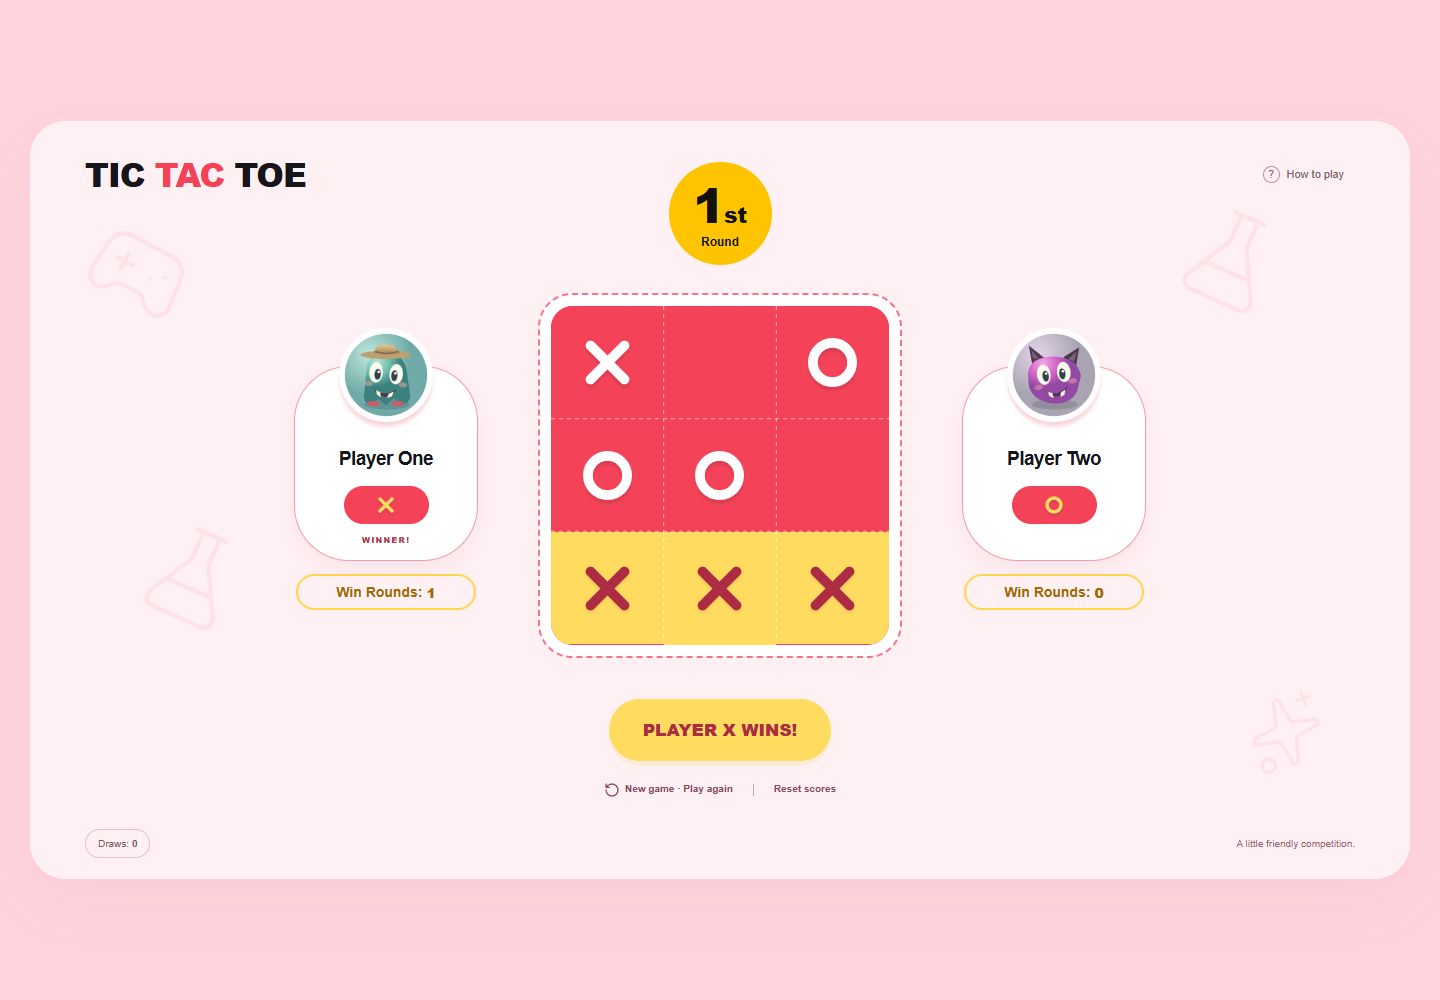 TIC TAC TOE
1st
Round
? How to play
Player One
WINNER!
Win Rounds: 1
Player Two
Win Rounds: 0
PLAYER X WINS!
New game · Play again
Reset scores
Draws: 0
A little friendly competition.